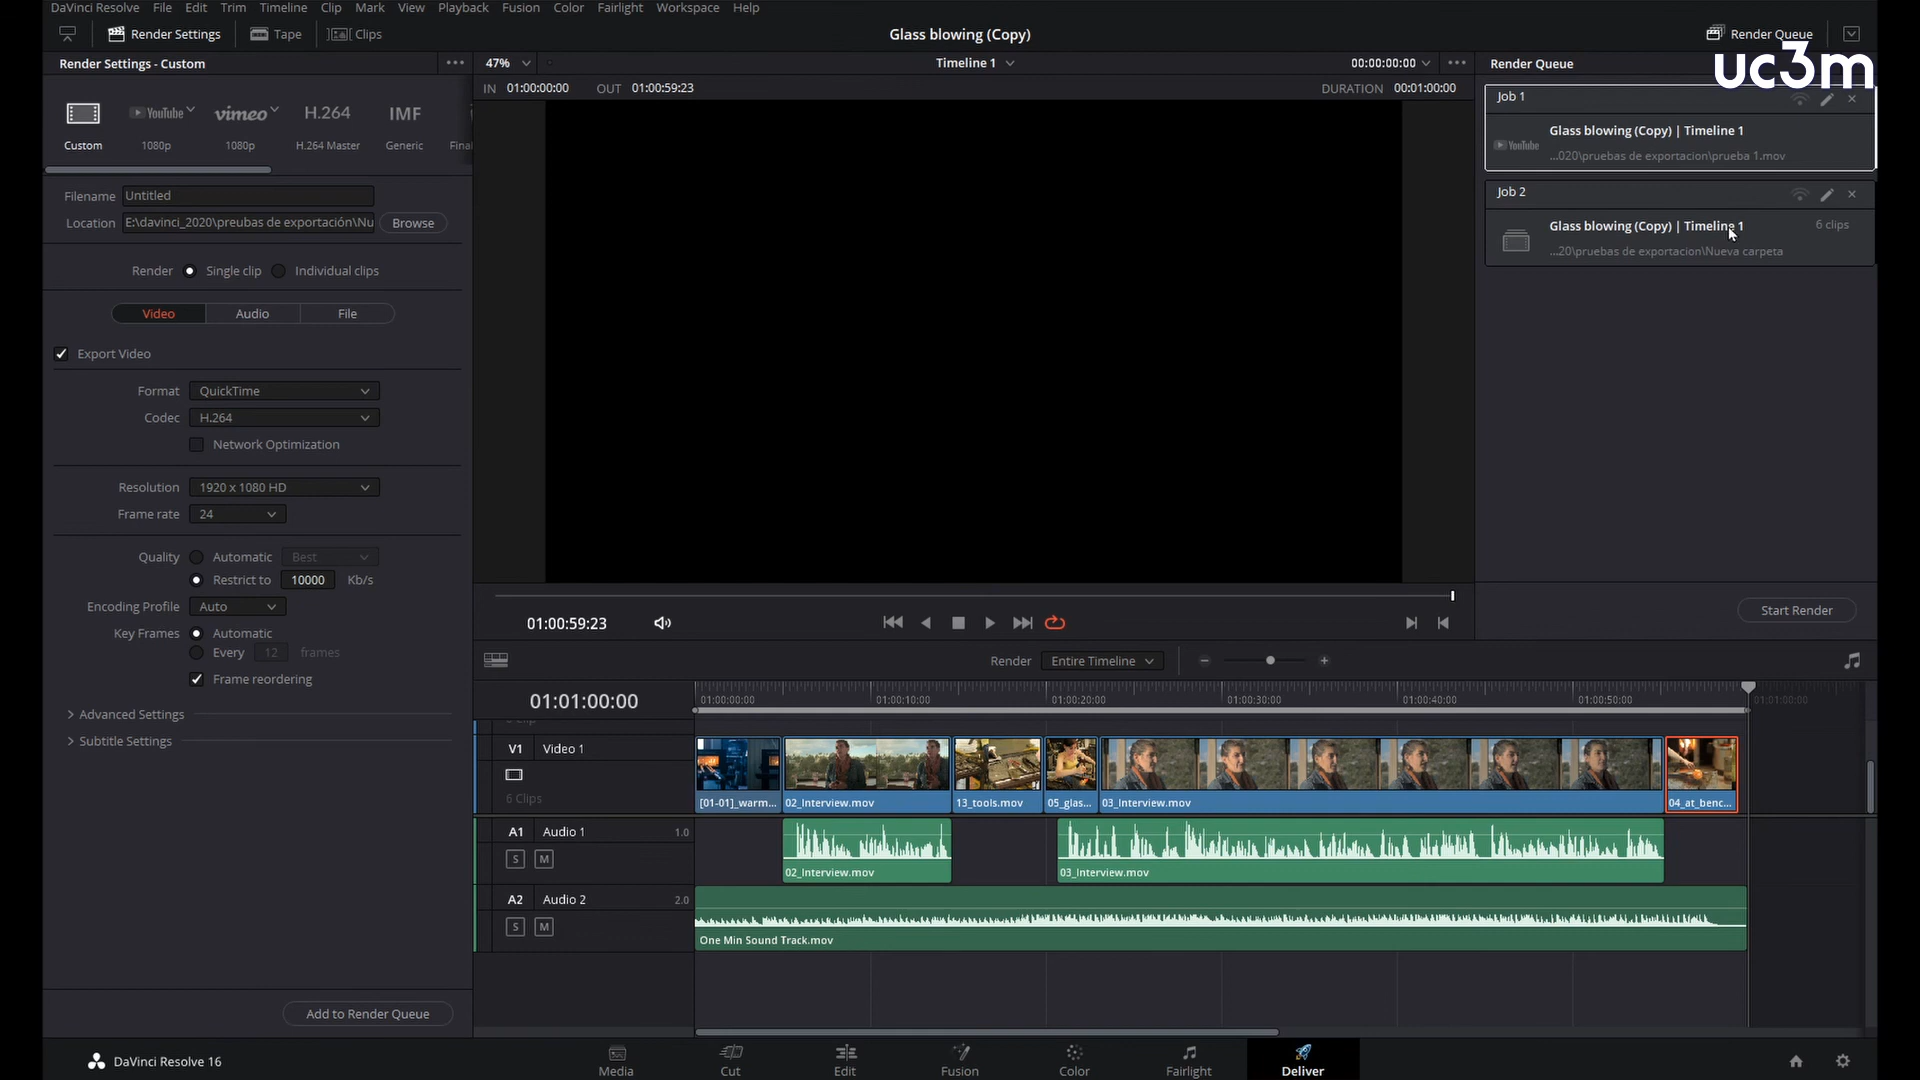 DaVinci Resolve File Edit Trim Timeline Clip Mark View Playback Fusion Color Fairlight Workspace Help
Render Settings Tape Clips
Glass blowing (Copy)
Render Queue
uc3m
Render Settings - Custom
47%
Timeline 1
00:00:00:00
Render Queue
IN 01:00:00:00 OUT 01:00:59:23
DURATION 00:01:00:00
YouTube vimeo H.264 IMF
Custom 1080p 1080p H.264 Master Generic Fina
Job 1
Glass blowing (Copy) | Timeline 1
YouTube
...020\pruebas de exportacion\prueba 1.mov
Job 2
Glass blowing (Copy) | Timeline 1
6 clips
...20\pruebas de exportacion\Nueva carpeta
Filename Untitled
Location E:\davinci_2020\preubas de exportación\Nu Browse
Render Single clip Individual clips
Video Audio File
Export Video
Format QuickTime
Codec H.264
Network Optimization
Resolution 1920 x 1080 HD
Frame rate 24
Quality Automatic Best
Restrict to 10000 Kb/s
Encoding Profile Auto
Key Frames Automatic
Every 12 frames
Frame reordering
Advanced Settings
Subtitle Settings
Add to Render Queue
Start Render
01:00:59:23
Render Entire Timeline
01:01:00:00
01:00:00:00 01:00:10:00 01:00:20:00 01:00:30:00 01:00:40:00 01:00:50:00 01:01:00:00
V1 Video 1
6 Clips
[01-01]_warm... 02_Interview.mov 13_tools.mov 05_glas... 03_Interview.mov 04_at_benc...
A1 Audio 1 1.0
S M
02_Interview.mov 03_Interview.mov
A2 Audio 2 2.0
S M
One Min Sound Track.mov
DaVinci Resolve 16
Media Cut Edit Fusion Color Fairlight Deliver